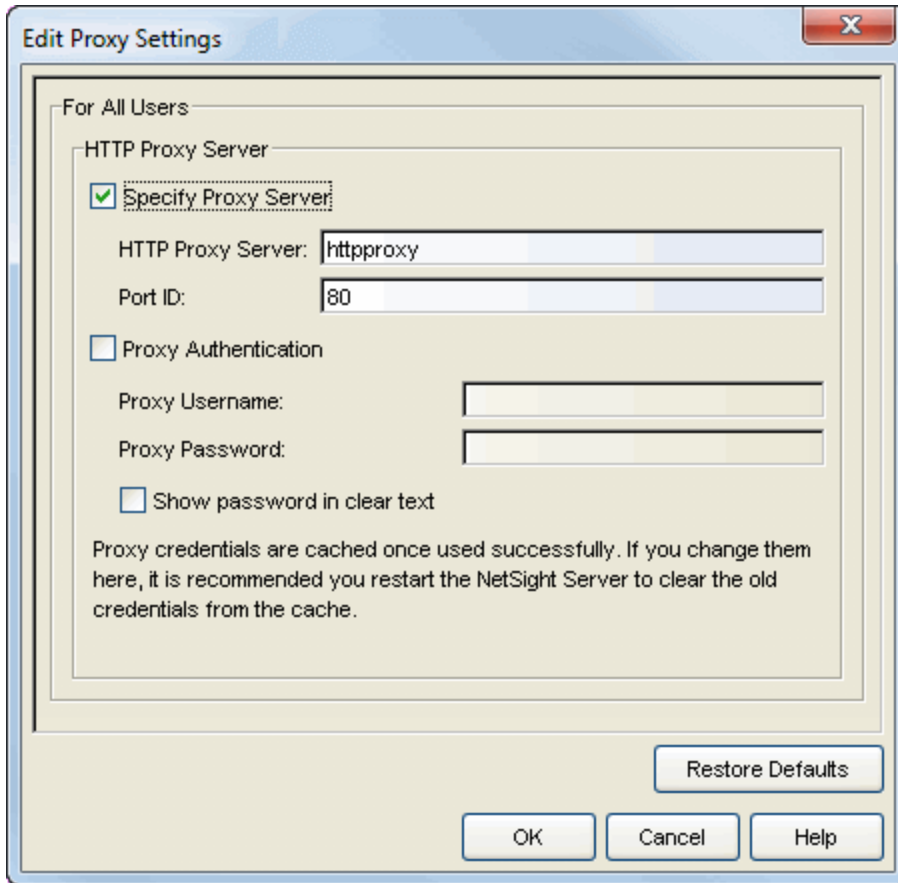 Edit Proxy Settings
For All Users
HTTP Proxy Server
Specify Proxy Server
HTTP Proxy Server: httpproxy
Port ID: 80
Proxy Authentication
Proxy Username:
Proxy Password:
Show password in clear text
Proxy credentials are cached once used successfully. If you change them
here, it is recommended you restart the NetSight Server to clear the old
credentials from the cache.
Restore Defaults
OK Cancel Help